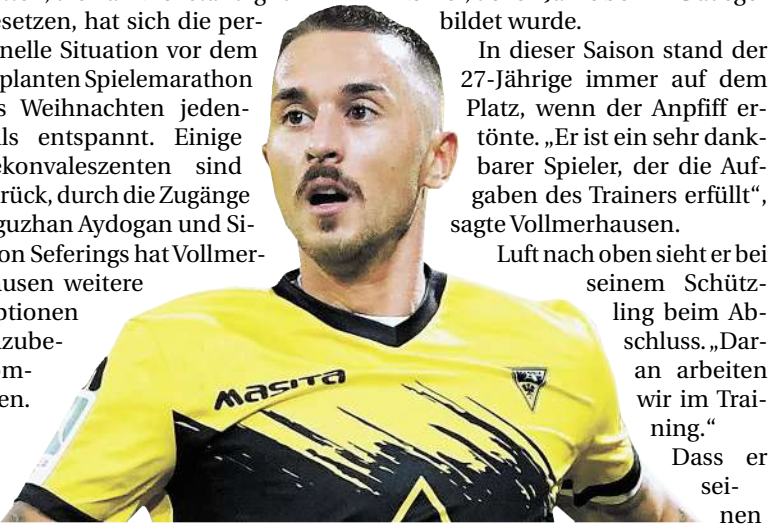 esetzen, hat sich die per-
nelle Situation vor dem
planten Spielemarathon
s Weihnachten jeden-
ls entspannt. Einige
ekonvaleszenten sind
rück, durch die Zugänge
guzhan Aydogan und Si-
on Seferings hat Vollmer-
usen weitere
ptionen
zube-
om-
en.
bildet wurde.
In dieser Saison stand der
27-Jährige immer auf dem
Platz, wenn der Anpfiff er-
tönte. „Er ist ein sehr dank-
barer Spieler, der die Auf-
gaben des Trainers erfüllt“,
sagte Vollmerhausen.
Luft nach oben sieht er bei
seinem Schütz-
ling beim Ab-
schluss. „Dar-
an arbeiten
wir im Trai-
ning.“
Dass er
sei-
nen
masita